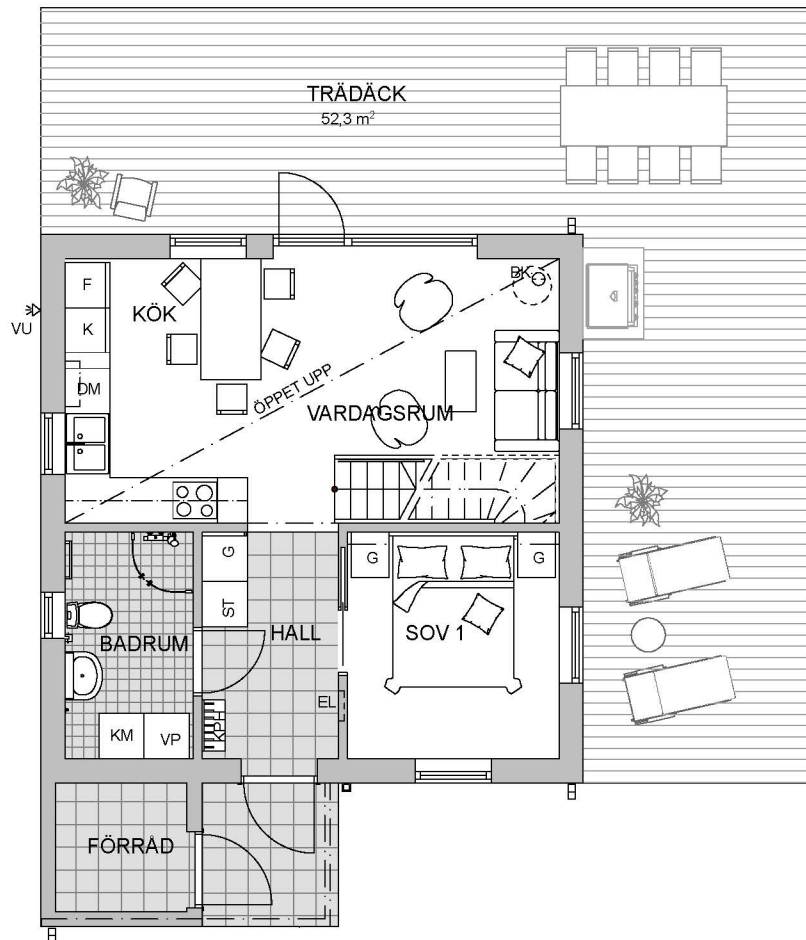 TRÄDÄCK
52,3 m²
BK
F
KÖK
VU
K
DM
ÖPPET UPP
VARDAGSRUM
G
G
G
ST
BADRUM
HALL
SOV 1
EL
KPH
KM
VP
FÖRRÅD